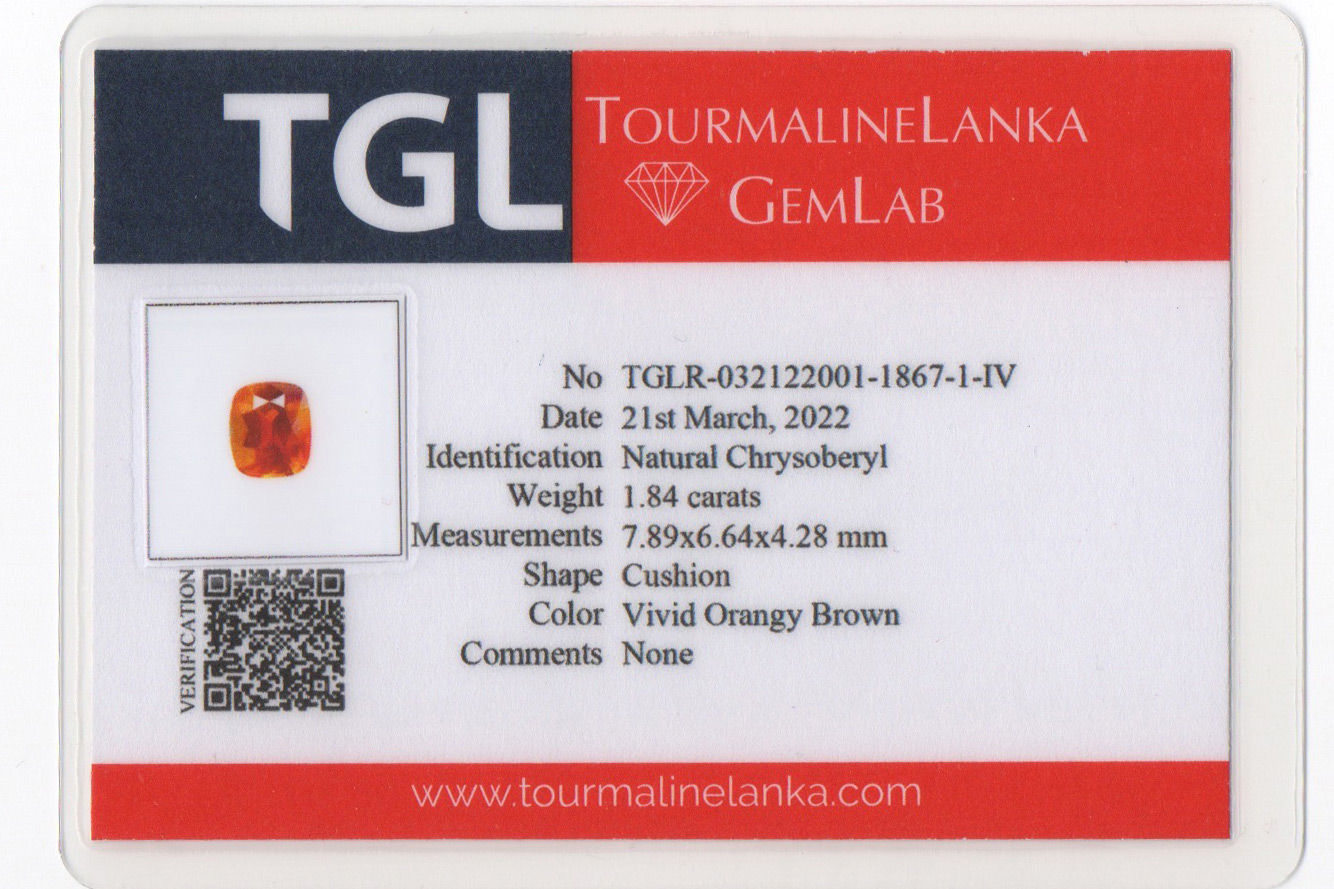 TGL
TOURMALINELANKA
GEMLAB
No TGLR-032122001-1867-1-IV
Date 21st March, 2022
Identification Natural Chrysoberyl
Weight 1.84 carats
Measurements 7.89x6.64x4.28 mm
Shape Cushion
Color Vivid Orangy Brown
Comments None
VERIFICATION
www.tourmalinelanka.com